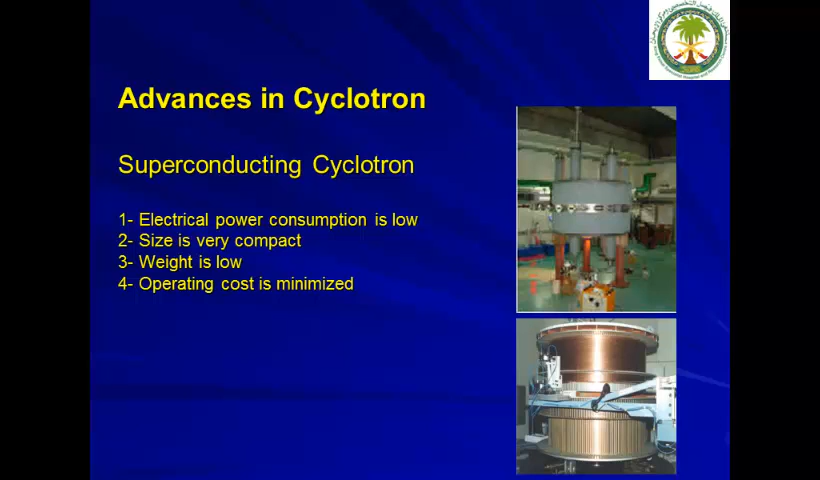 Advances in Cyclotron
Superconducting Cyclotron
1- Electrical power consumption is low
2- Size is very compact
3- Weight is low
4- Operating cost is minimized